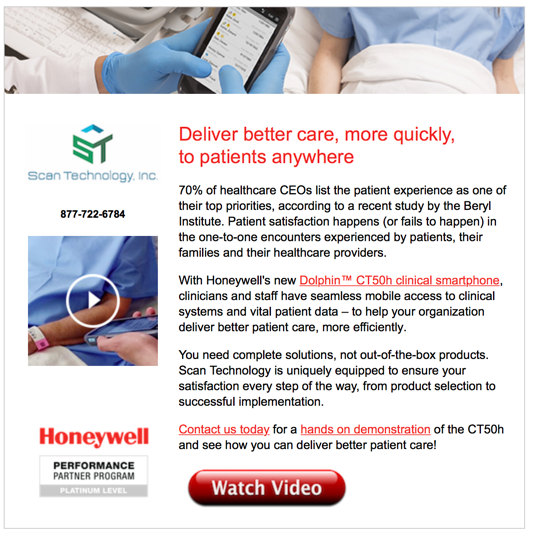 Deliver better care, more quickly,
to patients anywhere
ST
Scan Technology, Inc.
877-722-6784
70% of healthcare CEOs list the patient experience as one of
their top priorities, according to a recent study by the Beryl
Institute. Patient satisfaction happens (or fails to happen) in
the one-to-one encounters experienced by patients, their
families and their healthcare providers.
With Honeywell's new Dolphin™ CT50h clinical smartphone,
clinicians and staff have seamless mobile access to clinical
systems and vital patient data – to help your organization
deliver better patient care, more efficiently.
You need complete solutions, not out-of-the-box products.
Scan Technology is uniquely equipped to ensure your
satisfaction every step of the way, from product selection to
successful implementation.
Contact us today for a hands on demonstration of the CT50h
and see how you can deliver better patient care!
Honeywell
PERFORMANCE
PARTNER PROGRAM
PLATINUM LEVEL
Watch Video